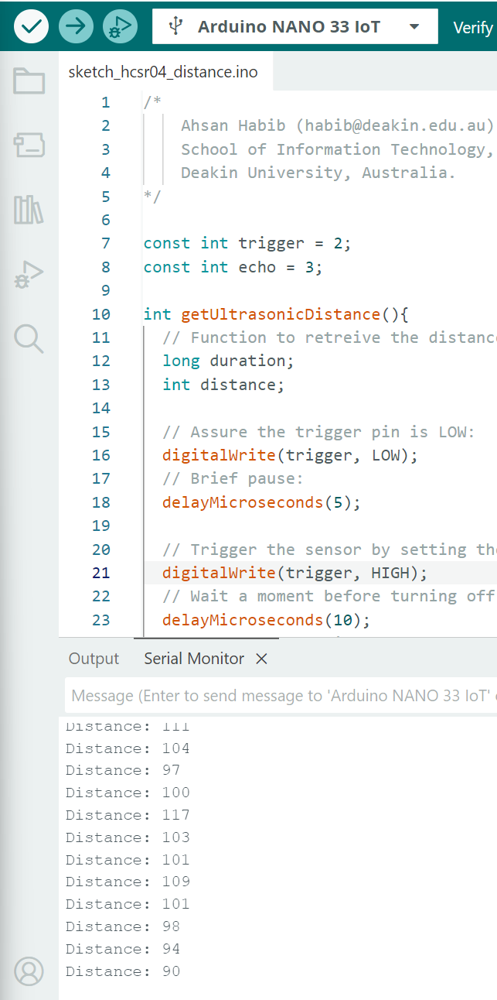 Arduino NANO 33 IoT
Verify
sketch_hcsr04_distance.ino
1 /*
2 Ahsan Habib (habib@deakin.edu.au)
3 School of Information Technology,
4 Deakin University, Australia.
5 */
6
7 const int trigger = 2;
8 const int echo = 3;
9
10 int getUltrasonicDistance(){
11 // Function to retreive the distanc
12 long duration;
13 int distance;
14
15 // Assure the trigger pin is LOW:
16 digitalWrite(trigger, LOW);
17 // Brief pause:
18 delayMicroseconds(5);
19
20 // Trigger the sensor by setting th
21 digitalWrite(trigger, HIGH);
22 // Wait a moment before turning off
23 delayMicroseconds(10);
Output Serial Monitor
Message (Enter to send message to 'Arduino NANO 33 IoT'
Distance: 111
Distance: 104
Distance: 97
Distance: 100
Distance: 117
Distance: 103
Distance: 101
Distance: 109
Distance: 101
Distance: 98
Distance: 94
Distance: 90